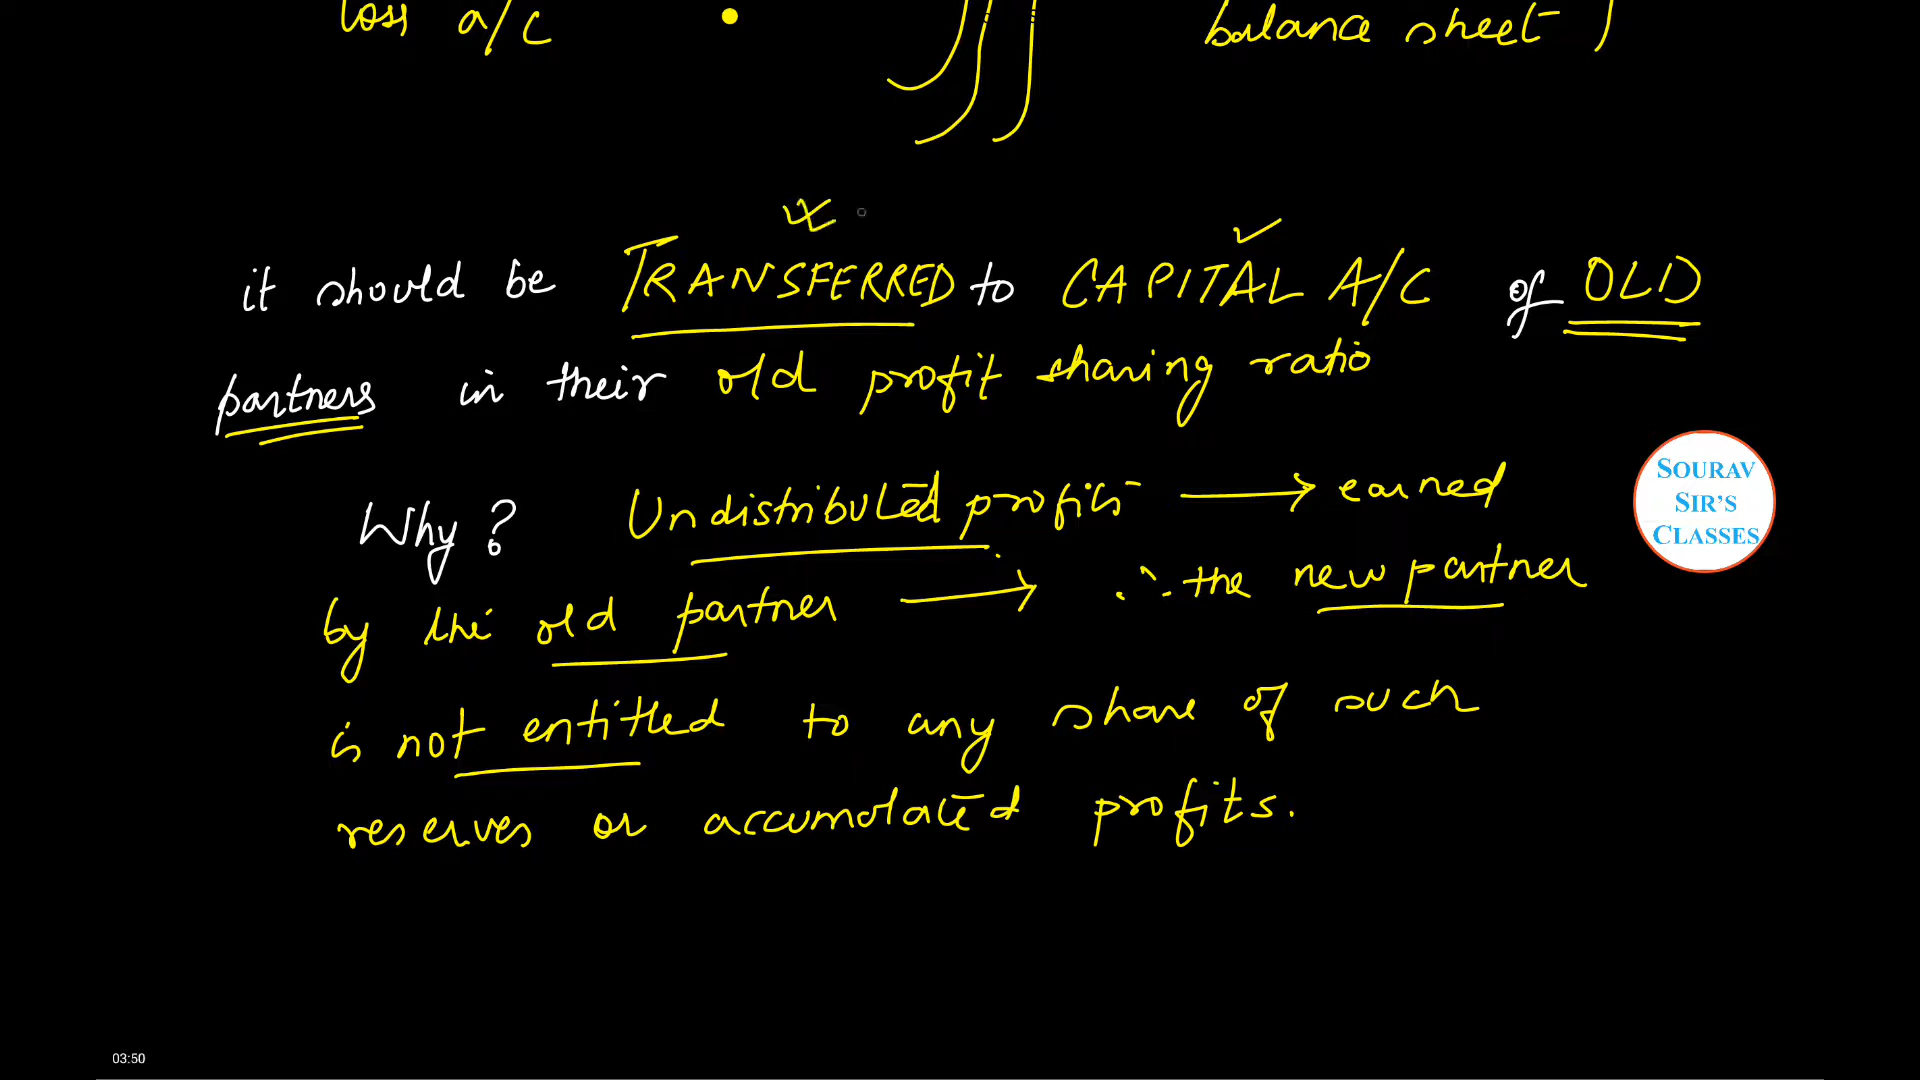 loss a/c balance sheet )
it should be TRANSFERRED to CAPITAL A/C of OLD
partners in their old profit sharing ratio
Why? Undistributed profits → earned
by the old partner → ∴ the new partner
is not entitled to any share of such
reserves or accumulated profits.
SOURAV
SIR'S
CLASSES
03:50